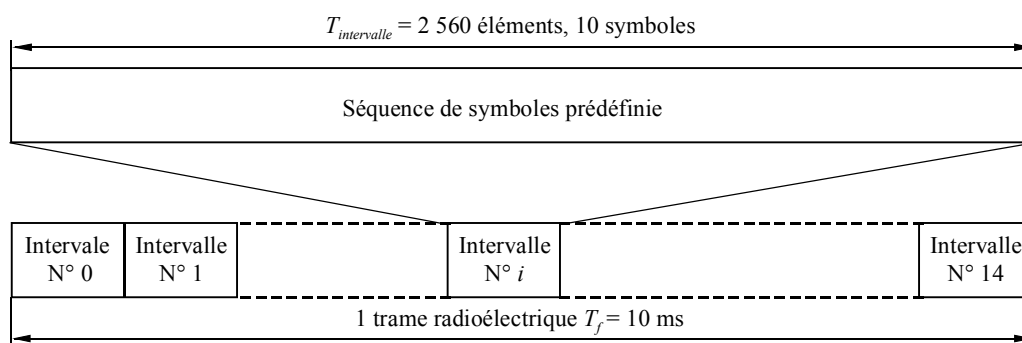 T_intervalle = 2 560 éléments, 10 symboles
Séquence de symboles prédéfinie
Intervale N° 0
Intervalle N° 1
Intervalle N° i
Intervalle N° 14
1 trame radioélectrique T_f = 10 ms